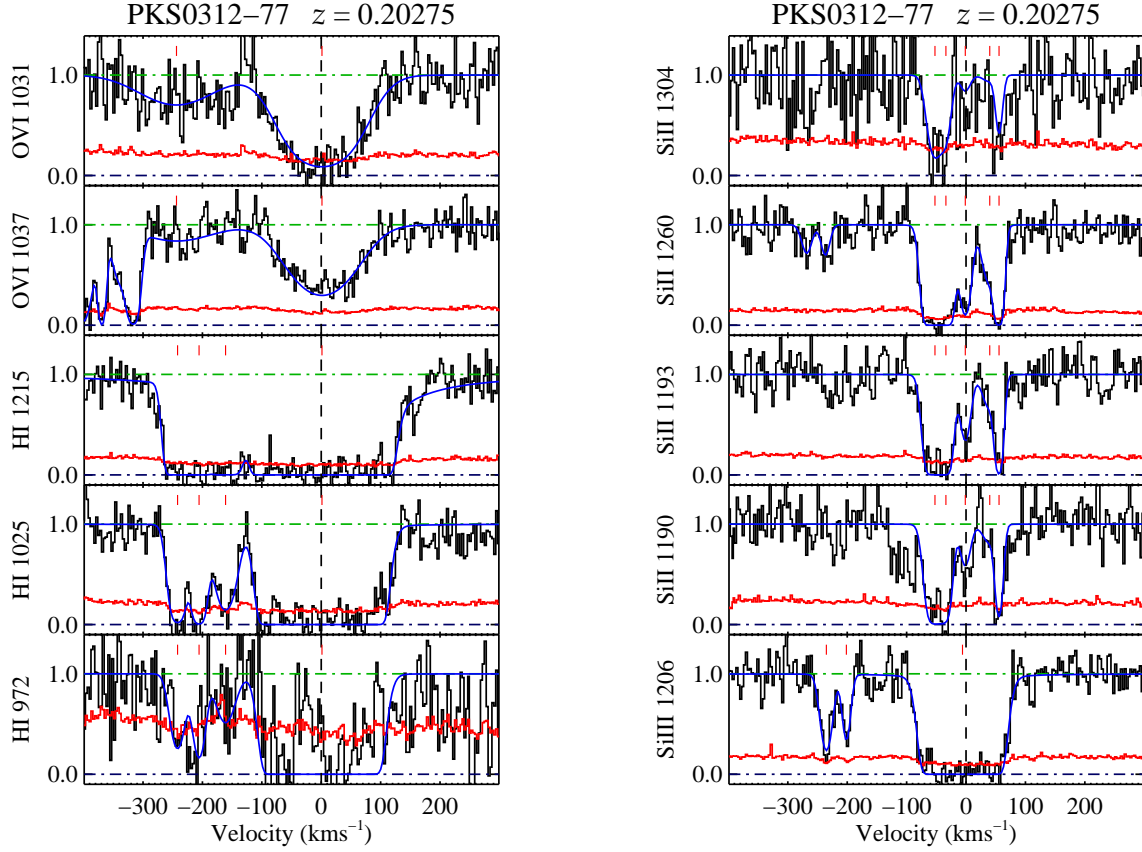 PKS0312−77 z = 0.20275
OVI 1031
1.0
0.0
OVI 1037
1.0
0.0
HI 1215
1.0
0.0
HI 1025
1.0
0.0
HI 972
1.0
0.0
−300 −200 −100 0 100 200
Velocity (kms⁻¹)
PKS0312−77 z = 0.20275
SiII 1304
1.0
0.0
SiII 1260
1.0
0.0
SiII 1193
1.0
0.0
SiII 1190
1.0
0.0
SiIII 1206
1.0
0.0
−300 −200 −100 0 100 200
Velocity (kms⁻¹)